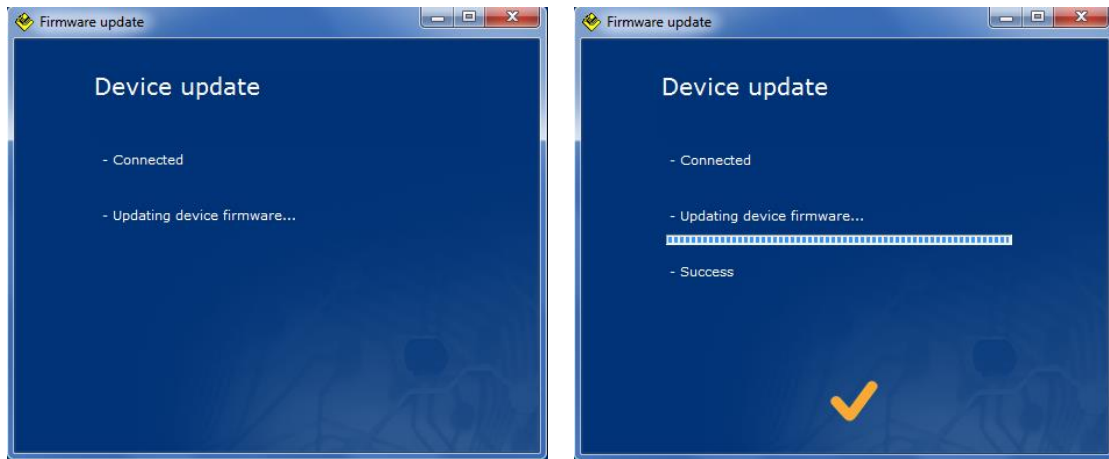 Firmware update
Device update
- Connected
- Updating device firmware...
Firmware update
Device update
- Connected
- Updating device firmware...
- Success